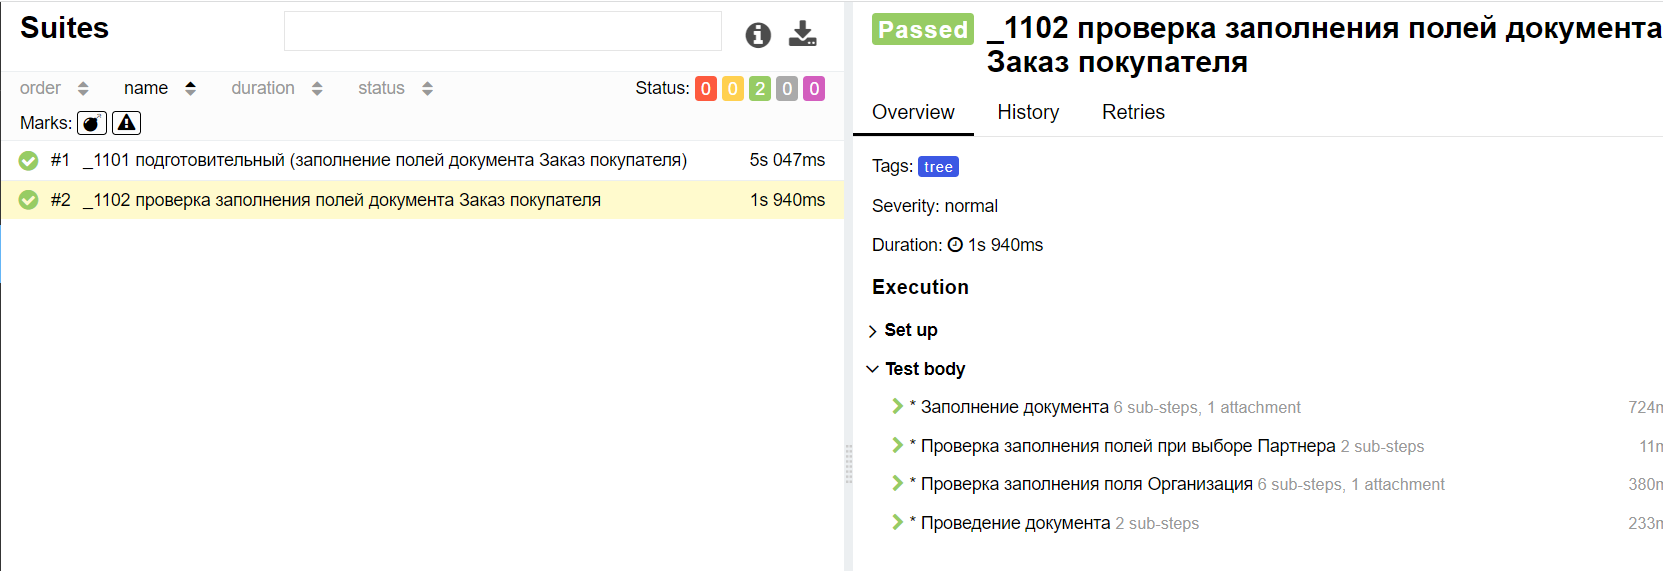 Suites
order name duration status Status: 0 0 2 0 0
Marks:
#1 _1101 подготовительный (заполнение полей документа Заказ покупателя) 5s 047ms
#2 _1102 проверка заполнения полей документа Заказ покупателя 1s 940ms
Passed _1102 проверка заполнения полей документа
Заказ покупателя
Overview History Retries
Tags: tree
Severity: normal
Duration: 1s 940ms
Execution
Set up
Test body
* Заполнение документа 6 sub-steps, 1 attachment 724m
* Проверка заполнения полей при выборе Партнера 2 sub-steps 11m
* Проверка заполнения поля Организация 6 sub-steps, 1 attachment 380m
* Проведение документа 2 sub-steps 233m